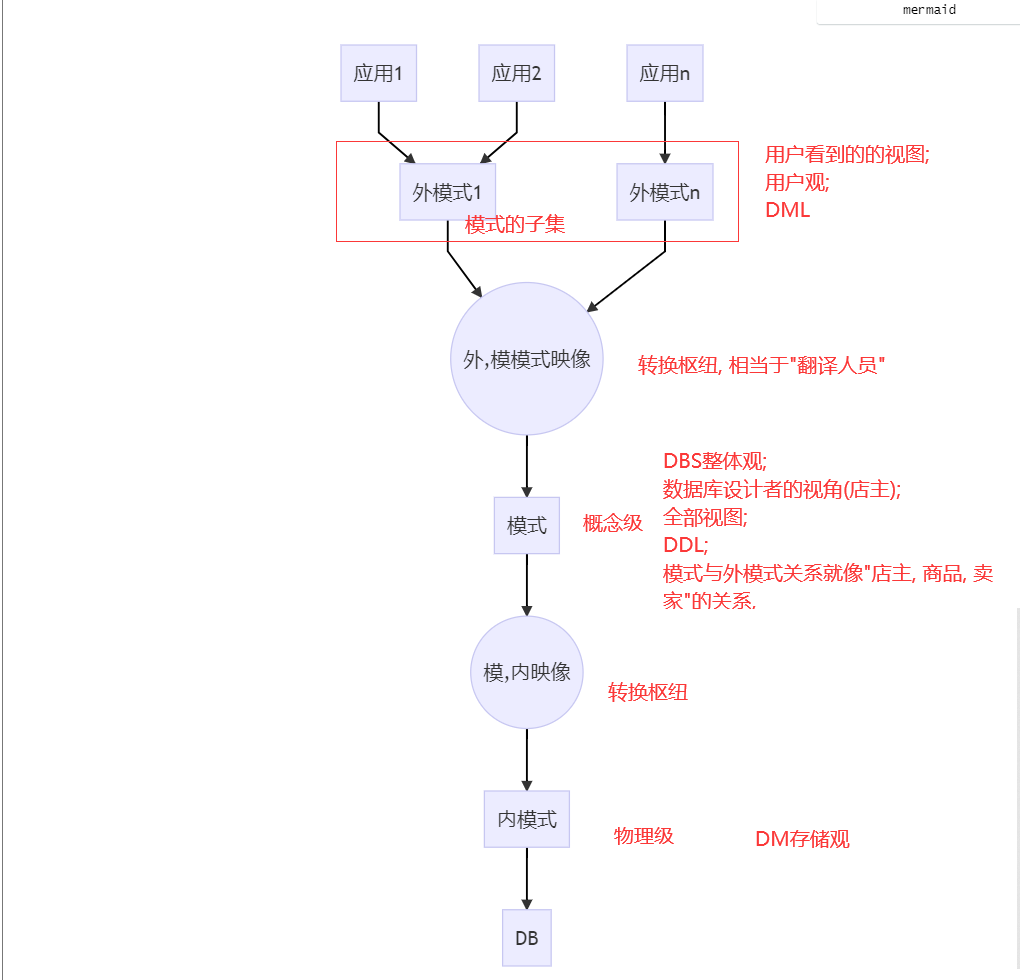 mermaid
应用1
应用2
应用n
外模式1
外模式n
模式的子集
用户看到的的视图;
用户观;
DML
外,模模式映像
转换枢纽, 相当于"翻译人员"
DBS整体观;
数据库设计者的视角(店主);
全部视图;
DDL;
模式与外模式关系就像"店主, 商品, 卖
家"的关系.
模式
概念级
模,内映像
转换枢纽
内模式
物理级
DM存储观
DB